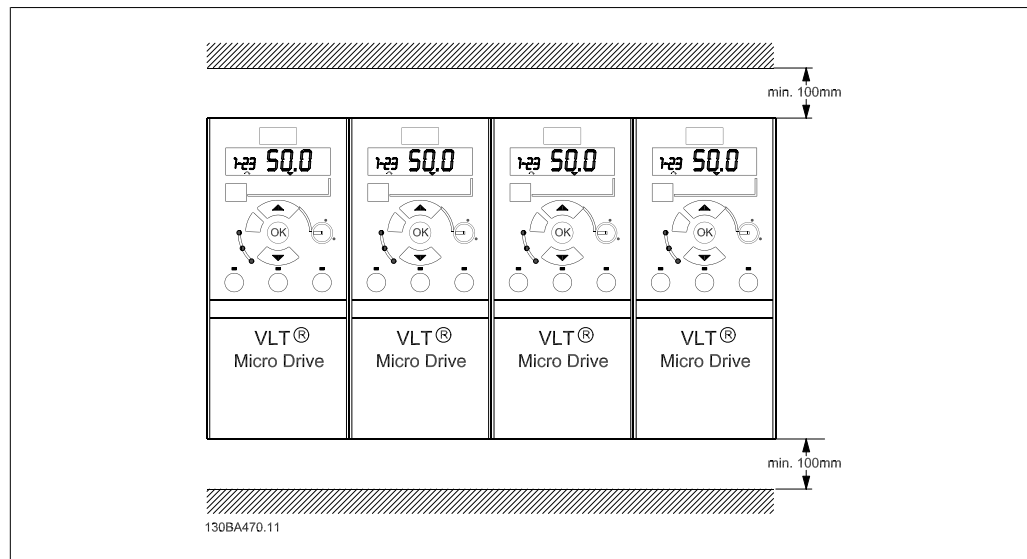 min. 100mm
1-23 50.0
1-23 50.0
1-23 50.0
1-23 50.0
OK
OK
OK
OK
VLT®
Micro Drive
VLT®
Micro Drive
VLT®
Micro Drive
VLT®
Micro Drive
min. 100mm
130BA470.11